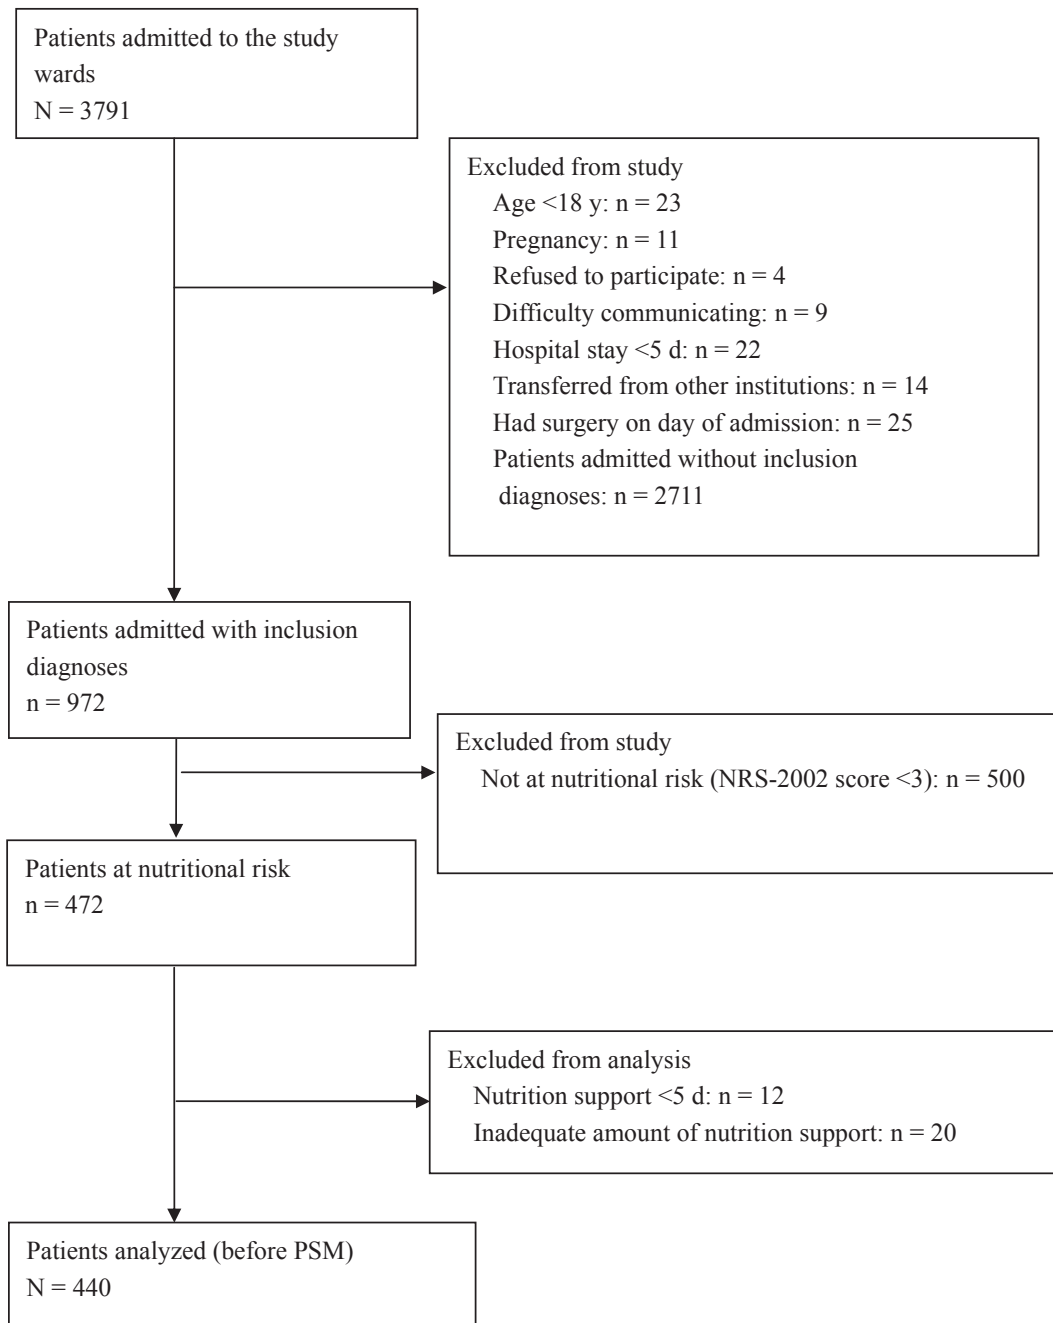 Patients admitted to the study
wards
N = 3791
Excluded from study
Age <18 y: n = 23
Pregnancy: n = 11
Refused to participate: n = 4
Difficulty communicating: n = 9
Hospital stay <5 d: n = 22
Transferred from other institutions: n = 14
Had surgery on day of admission: n = 25
Patients admitted without inclusion
diagnoses: n = 2711
Patients admitted with inclusion
diagnoses
n = 972
Excluded from study
Not at nutritional risk (NRS-2002 score <3): n = 500
Patients at nutritional risk
n = 472
Excluded from analysis
Nutrition support <5 d: n = 12
Inadequate amount of nutrition support: n = 20
Patients analyzed (before PSM)
N = 440